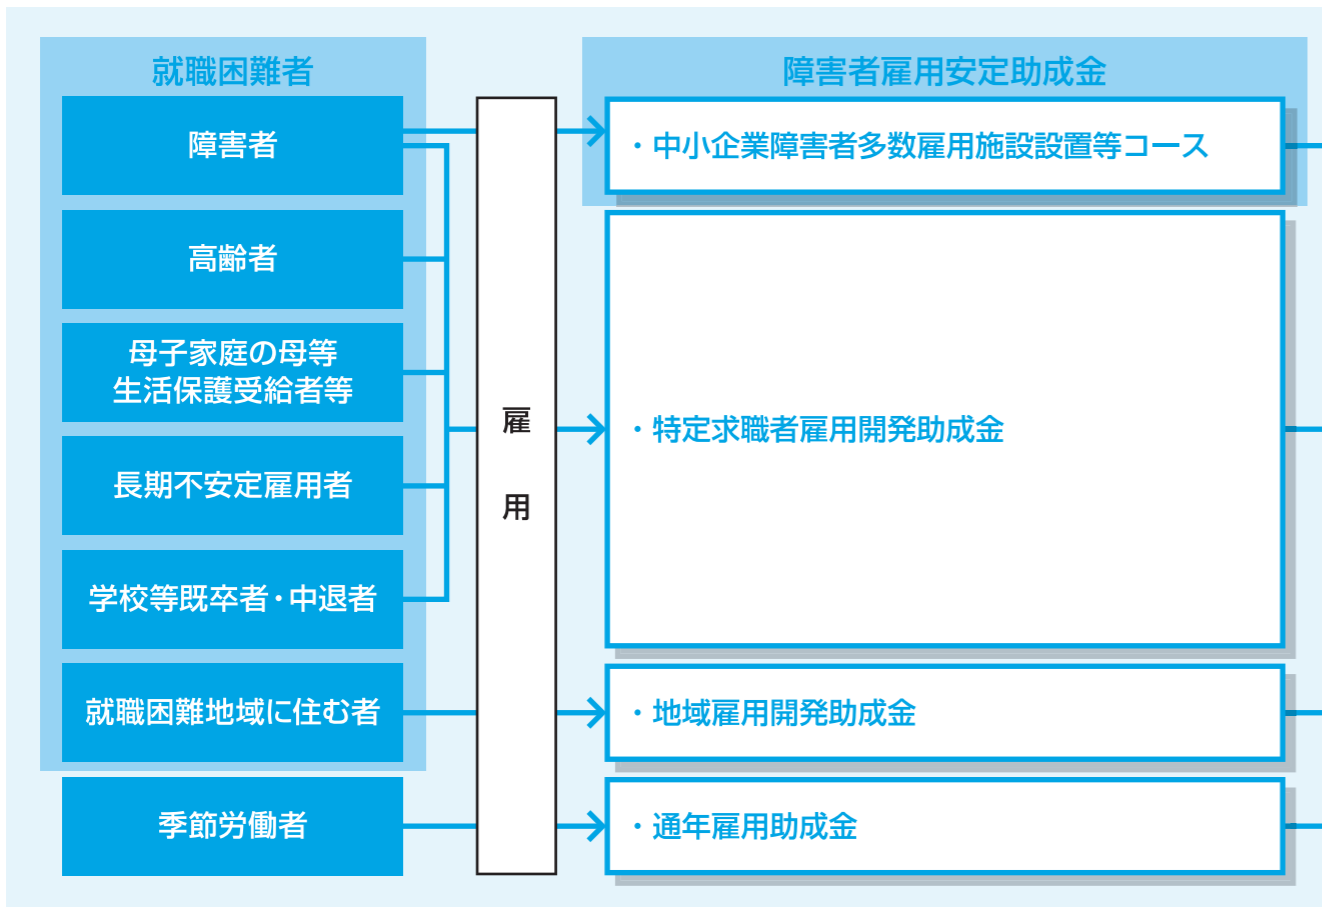 就職困難者
障害者
高齢者
母子家庭の母等
生活保護受給者等
長期不安定雇用者
学校等既卒者・中退者
就職困難地域に住む者
季節労働者
雇用
障害者雇用安定助成金
・中小企業障害者多数雇用施設設置等コース
・特定求職者雇用開発助成金
・地域雇用開発助成金
・通年雇用助成金